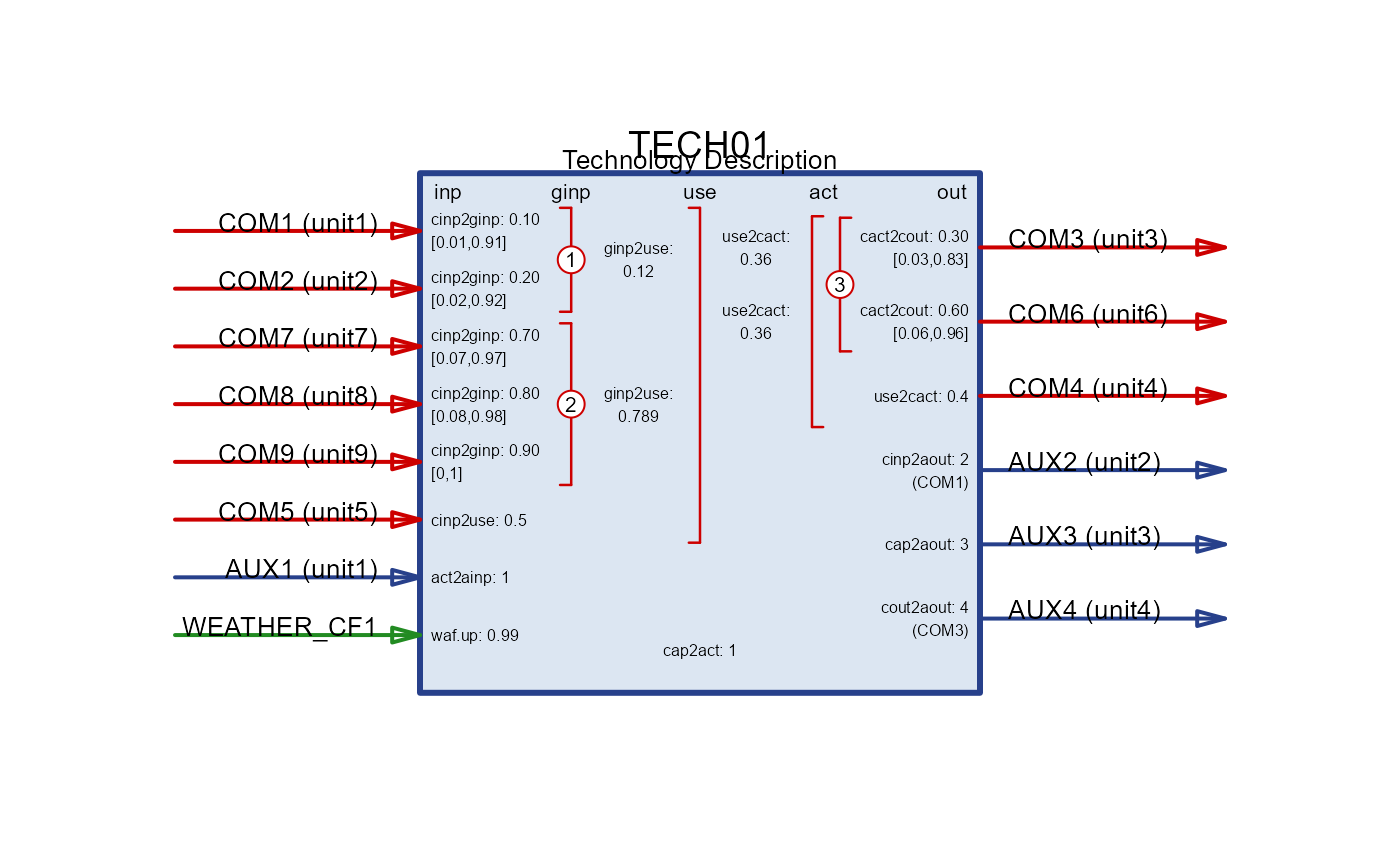 TECH01
Technology Description
inp ginp use act out
COM1 (unit1)
cinp2ginp: 0.10
[0.01,0.91]
COM2 (unit2)
cinp2ginp: 0.20
[0.02,0.92]
1
ginp2use:
0.12
COM7 (unit7)
cinp2ginp: 0.70
[0.07,0.97]
COM8 (unit8)
cinp2ginp: 0.80
[0.08,0.98]
COM9 (unit9)
cinp2ginp: 0.90
[0,1]
2
ginp2use:
0.789
COM5 (unit5)
cinp2use: 0.5
AUX1 (unit1)
act2ainp: 1
WEATHER_CF1
waf.up: 0.99
cap2act: 1
use2cact:
0.36
use2cact:
0.36
3
cact2cout: 0.30
[0.03,0.83]
COM3 (unit3)
cact2cout: 0.60
[0.06,0.96]
COM6 (unit6)
use2cact: 0.4
COM4 (unit4)
cinp2aout: 2
(COM1)
AUX2 (unit2)
cap2aout: 3
AUX3 (unit3)
cout2aout: 4
(COM3)
AUX4 (unit4)